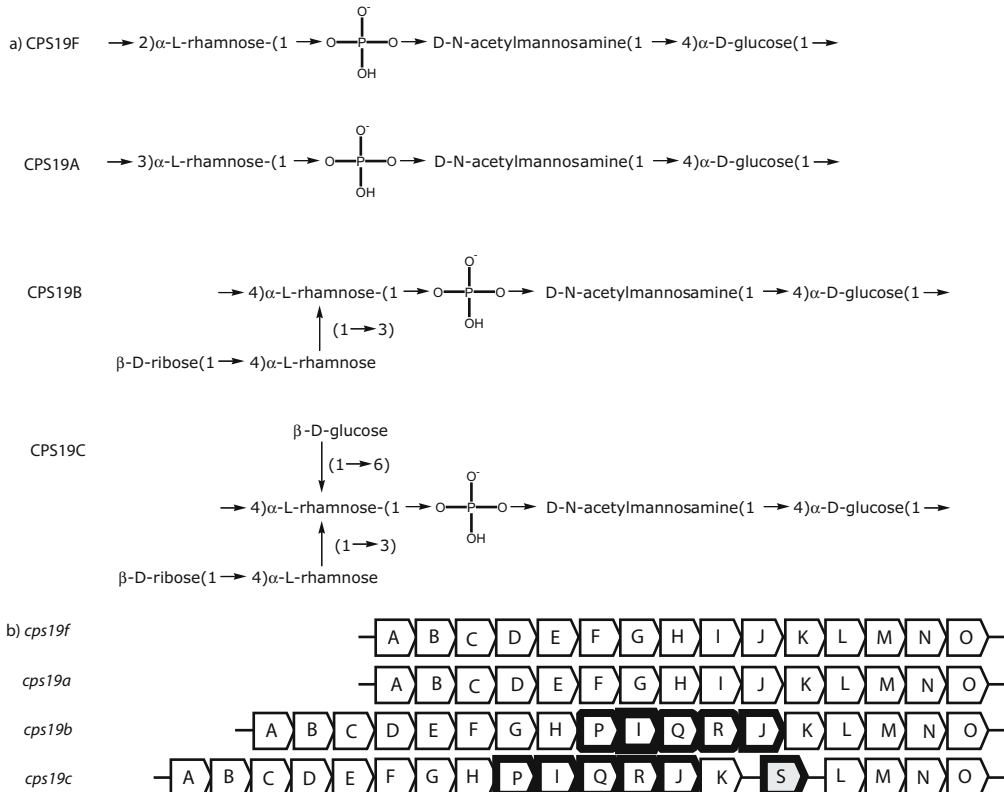 a) CPS19F → 2)α-L-rhamnose-(1 → O—P—O → D-N-acetylmannosamine(1 → 4)α-D-glucose(1 →
O⁻
OH
CPS19A → 3)α-L-rhamnose-(1 → O—P—O → D-N-acetylmannosamine(1 → 4)α-D-glucose(1 →
O⁻
OH
CPS19B → 4)α-L-rhamnose-(1 → O—P—O → D-N-acetylmannosamine(1 → 4)α-D-glucose(1 →
O⁻
OH
(1→3)
β-D-ribose(1 → 4)α-L-rhamnose
CPS19C
β-D-glucose
(1→6)
→ 4)α-L-rhamnose-(1 → O—P—O → D-N-acetylmannosamine(1 → 4)α-D-glucose(1 →
O⁻
OH
(1→3)
β-D-ribose(1 → 4)α-L-rhamnose
b) cps19f A B C D E F G H I J K L M N O
cps19a A B C D E F G H I J K L M N O
cps19b A B C D E F G H P I Q R J K L M N O
cps19c A B C D E F G H P I Q R J K S L M N O